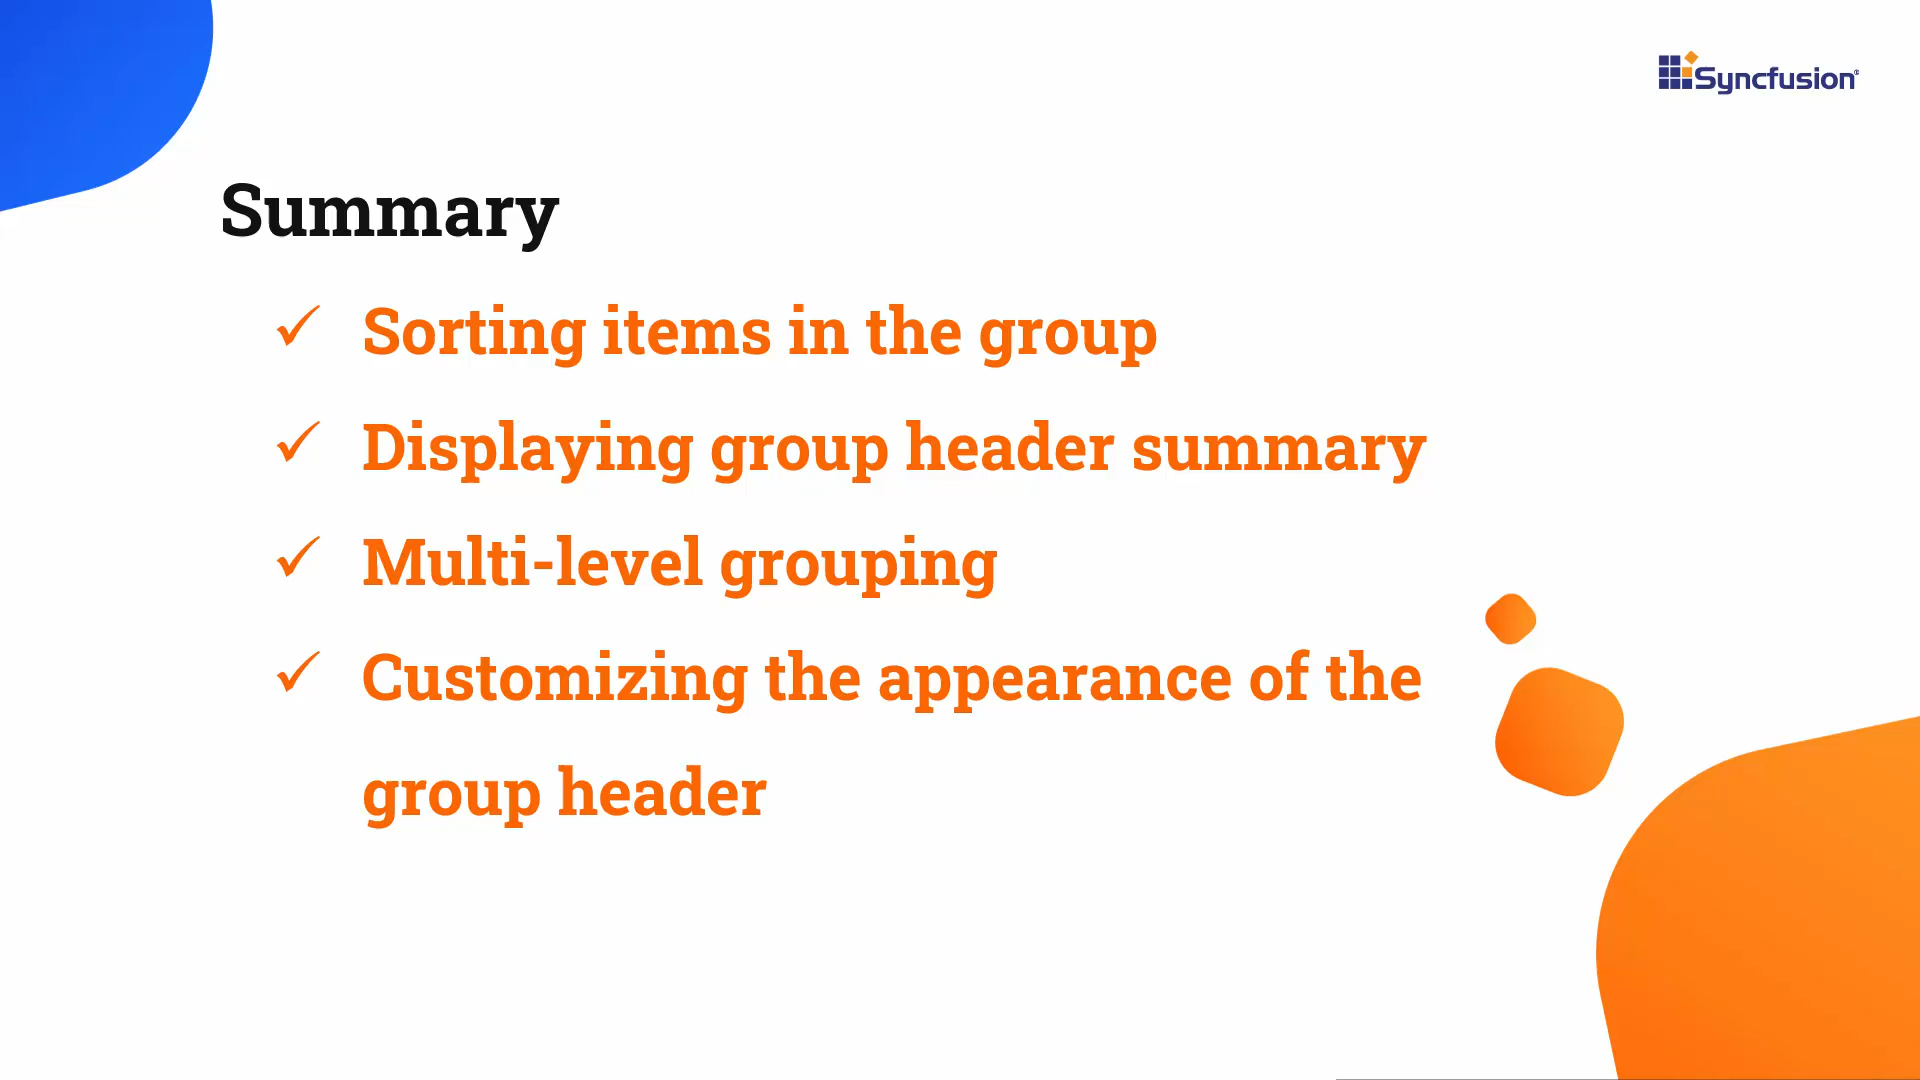 Syncfusion®
Summary
✓ Sorting items in the group
✓ Displaying group header summary
✓ Multi-level grouping
✓ Customizing the appearance of the
group header